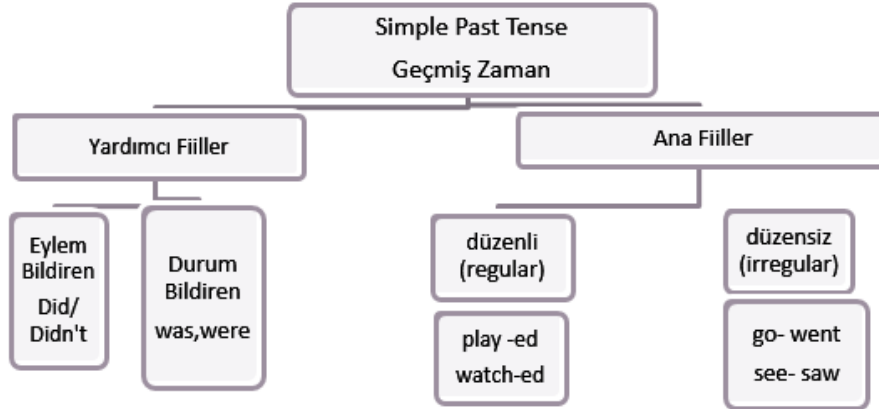 Simple Past Tense
Geçmiş Zaman
Yardımcı Fiiller
Ana Fiiller
Eylem
Bildiren
Did/
Didn't
Durum
Bildiren
was,were
düzenli
(regular)
play -ed
watch-ed
düzensiz
(irregular)
go- went
see- saw